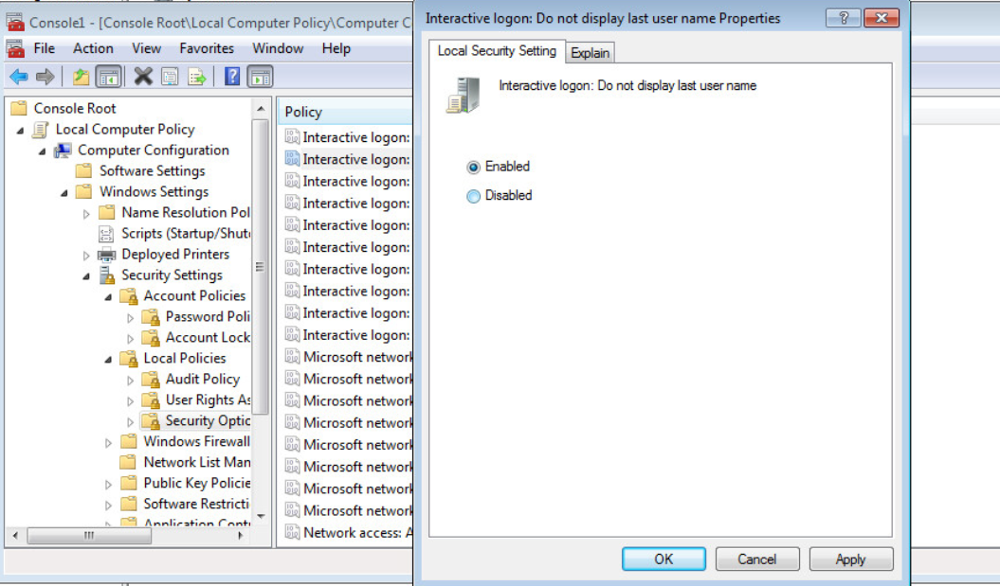 Console1 - [Console Root\Local Computer Policy\Computer C
File Action View Favorites Window Help
Console Root
Local Computer Policy
Computer Configuration
Software Settings
Windows Settings
Name Resolution Pol
Scripts (Startup/Shut
Deployed Printers
Security Settings
Account Policies
Password Poli
Account Lock
Local Policies
Audit Policy
User Rights As
Security Optic
Windows Firewall
Network List Man
Public Key Policie
Software Restricti
Application Cont
Policy
Interactive logon:
Interactive logon:
Interactive logon:
Interactive logon:
Interactive logon:
Interactive logon:
Interactive logon:
Interactive logon:
Interactive logon:
Interactive logon:
Microsoft network
Microsoft network
Microsoft network
Microsoft network
Microsoft network
Microsoft network
Microsoft network
Microsoft network
Network access: A
Interactive logon: Do not display last user name Properties
Local Security Setting Explain
Interactive logon: Do not display last user name
Enabled
Disabled
OK Cancel Apply